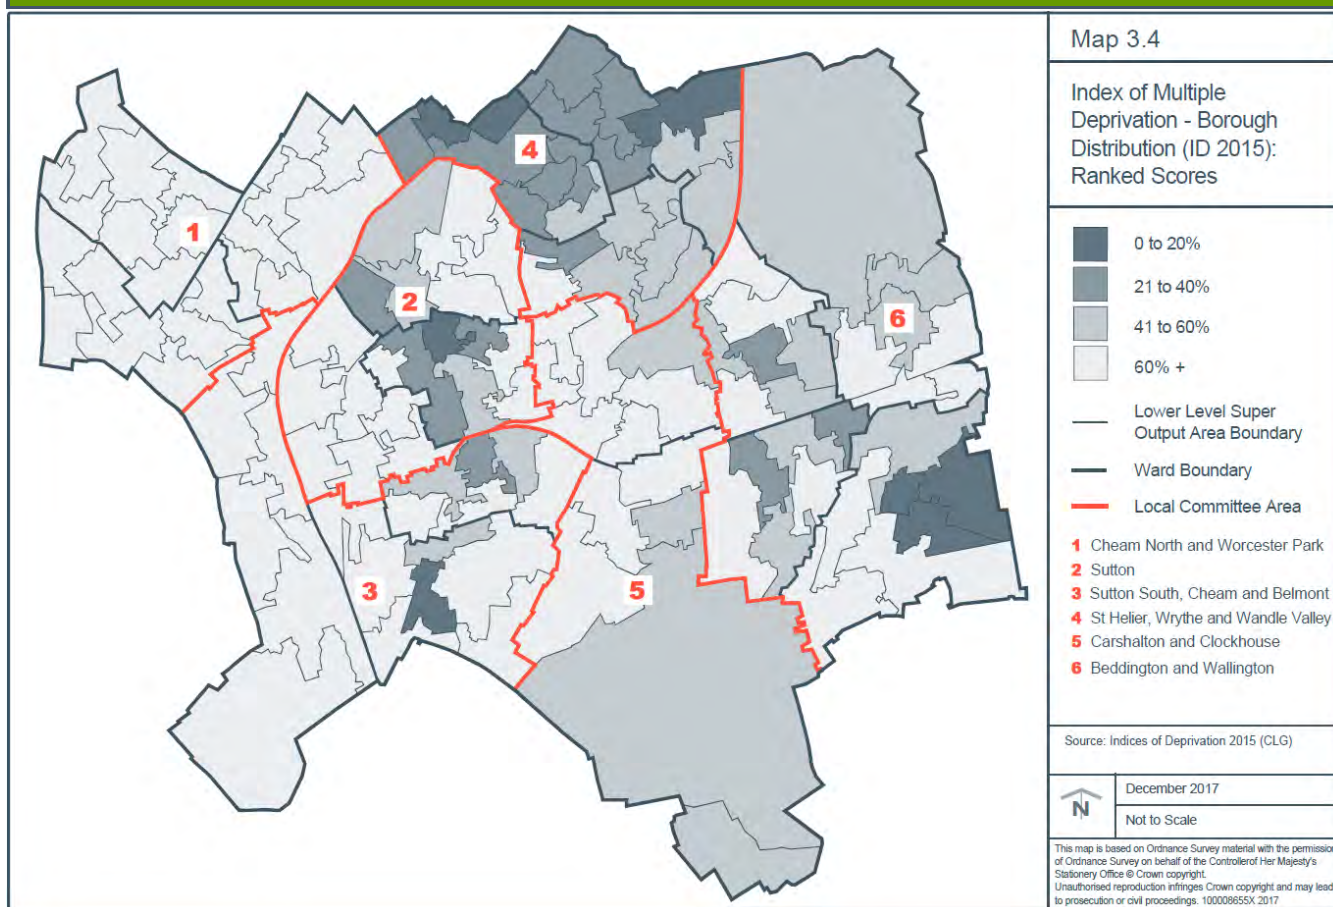 Map 3.4
Index of Multiple
Deprivation - Borough
Distribution (ID 2015):
Ranked Scores
0 to 20%
21 to 40%
41 to 60%
60% +
Lower Level Super
Output Area Boundary
Ward Boundary
Local Committee Area
1 Cheam North and Worcester Park
2 Sutton
3 Sutton South, Cheam and Belmont
4 St Helier, Wrythe and Wandle Valley
5 Carshalton and Clockhouse
6 Beddington and Wallington
Source: Indices of Deprivation 2015 (CLG)
N
December 2017
Not to Scale
This map is based on Ordnance Survey material with the permission
of Ordnance Survey on behalf of the Controllerof Her Majesty's
Stationery Office © Crown copyright.
Unauthorised reproduction infringes Crown copyright and may lead
to prosecution or civil proceedings. 100008655X 2017
4
1
2
6
3
5